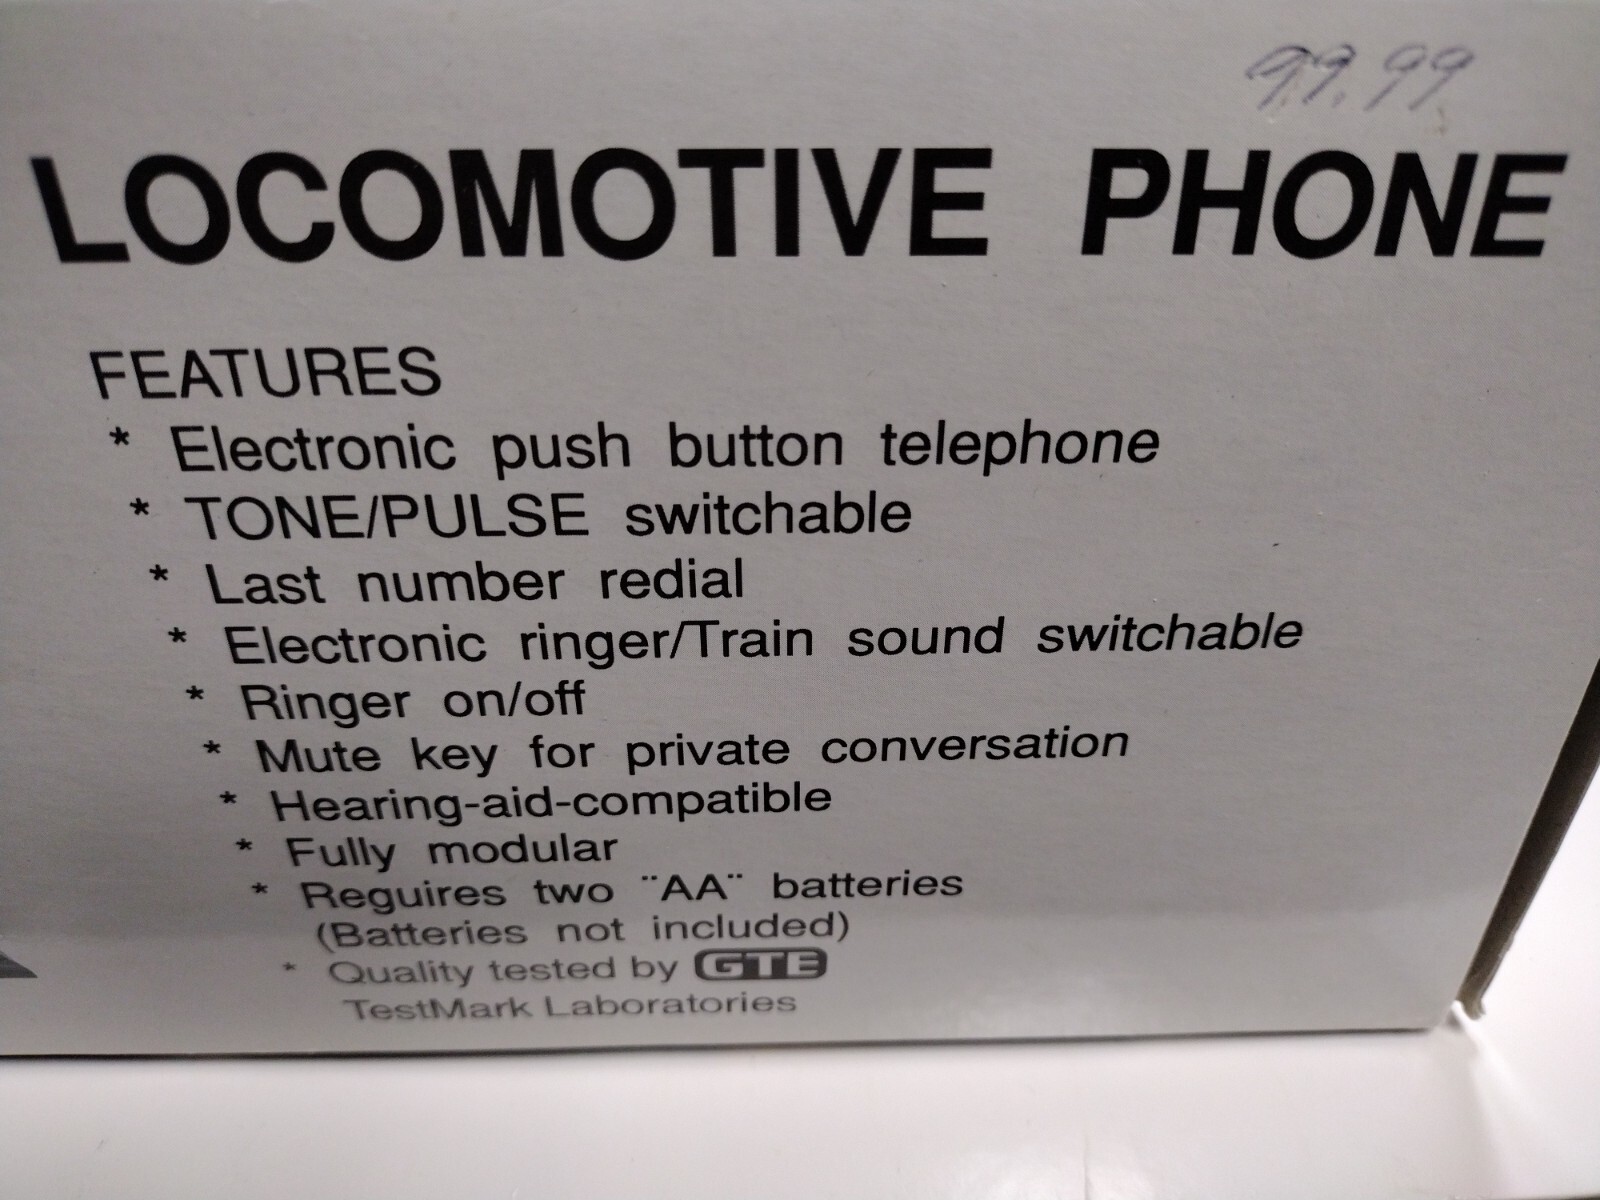 99.99
LOCOMOTIVE PHONE
FEATURES
* Electronic push button telephone
* TONE/PULSE switchable
* Last number redial
* Electronic ringer/Train sound switchable
* Ringer on/off
* Mute key for private conversation
* Hearing-aid-compatible
* Fully modular
* Reguires two ¨AA¨ batteries
(Batteries not included)
* Quality tested by GTE
TestMark Laboratories